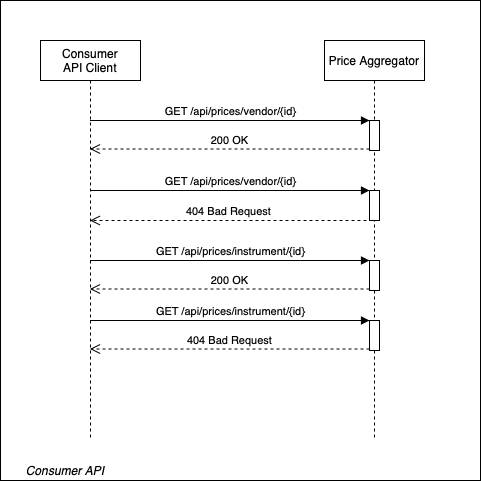 Consumer
API Client
Price Aggregator
GET /api/prices/vendor/{id}
200 OK
GET /api/prices/vendor/{id}
404 Bad Request
GET /api/prices/instrument/{id}
200 OK
GET /api/prices/instrument/{id}
404 Bad Request
Consumer API